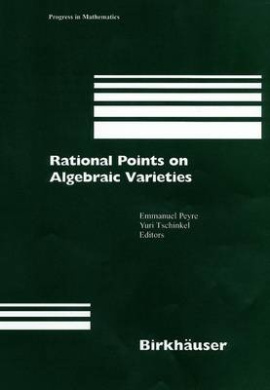 Progress in Mathematics
Rational Points on
Algebraic Varieties
Emmanuel Peyre
Yuri Tschinkel
Editors
Birkhäuser